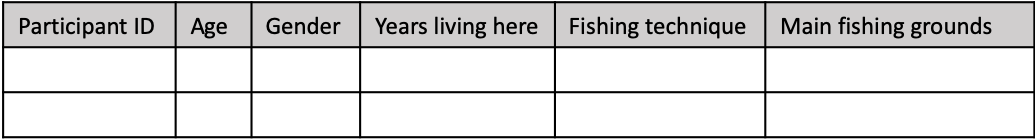 Participant ID Age Gender Years living here Fishing technique Main fishing grounds